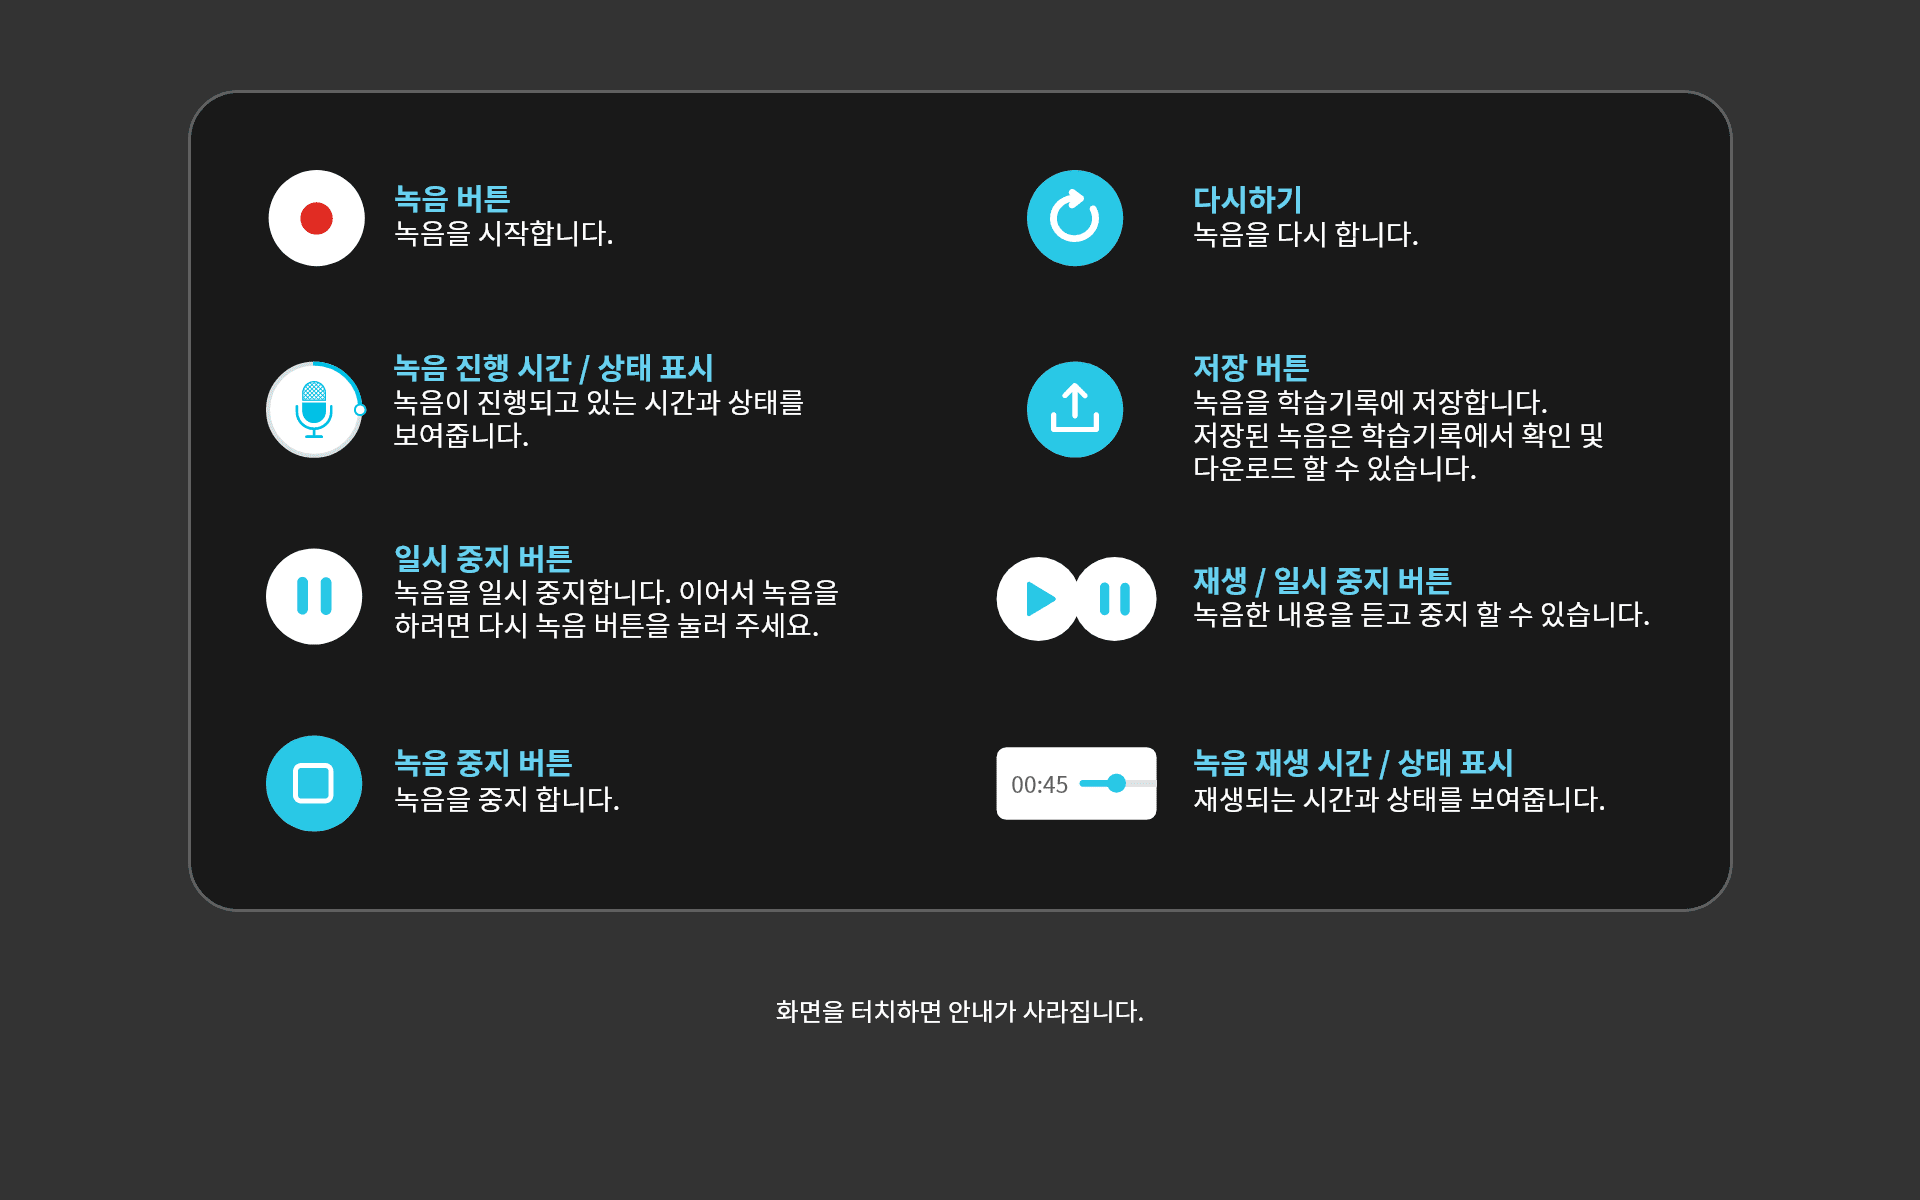 녹음 버튼
녹음을 시작합니다.
녹음 진행 시간 / 상태 표시
녹음이 진행되고 있는 시간과 상태를
보여줍니다.
일시 중지 버튼
녹음을 일시 중지합니다. 이어서 녹음을
하려면 다시 녹음 버튼을 눌러 주세요.
녹음 중지 버튼
녹음을 중지 합니다.
다시하기
녹음을 다시 합니다.
저장 버튼
녹음을 학습기록에 저장합니다.
저장된 녹음은 학습기록에서 확인 및
다운로드 할 수 있습니다.
재생 / 일시 중지 버튼
녹음한 내용을 듣고 중지 할 수 있습니다.
00:45
녹음 재생 시간 / 상태 표시
재생되는 시간과 상태를 보여줍니다.
화면을 터치하면 안내가 사라집니다.